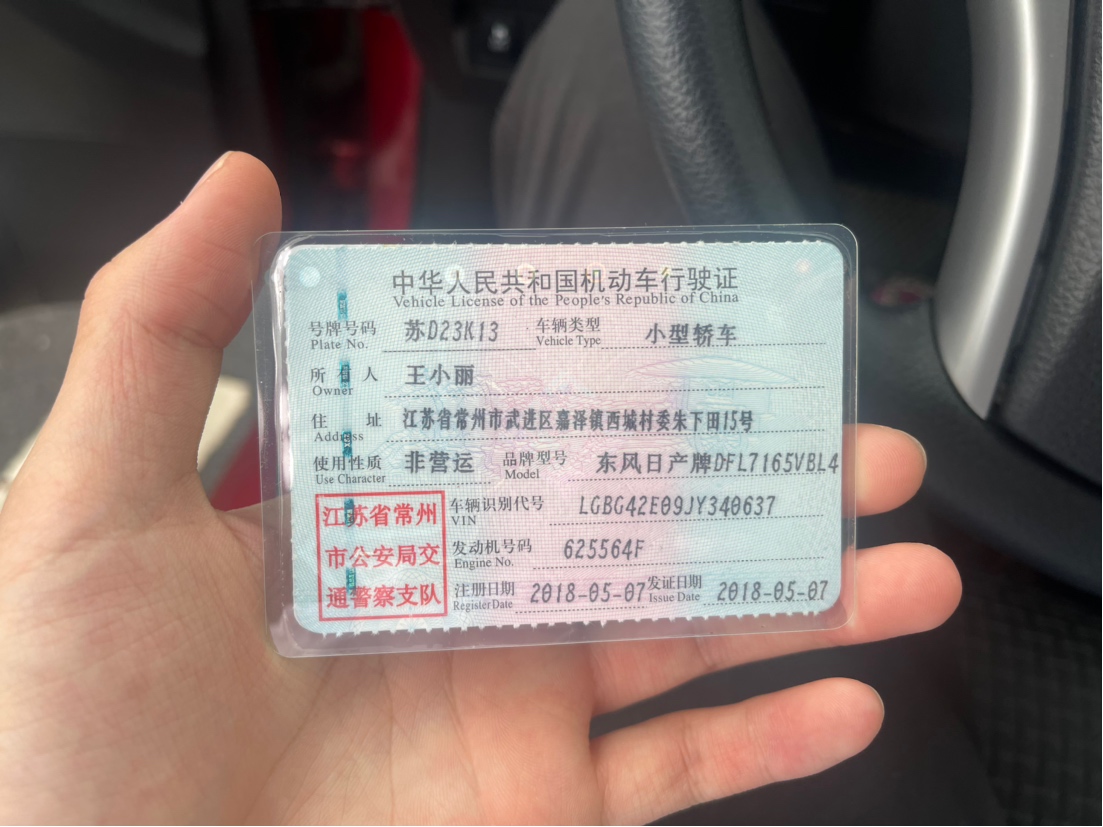 中华人民共和国机动车行驶证
Vehicle License of the People's Republic of China
号牌号码 苏D23K13 车辆类型 小型轿车
Plate No. Vehicle Type
所有人 王小丽
Owner
住址 江苏省常州市武进区嘉泽镇西城村委朱下田15号
Address
使用性质 非营运 品牌型号 东风日产牌DFL7165VBL4
Use Character Model
江苏省常州
市公安局交
通警察支队
车辆识别代号 LGBG42E09JY340637
VIN
发动机号码 625564F
Engine No.
注册日期 2018-05-07 发证日期 2018-05-07
Register Date Issue Date